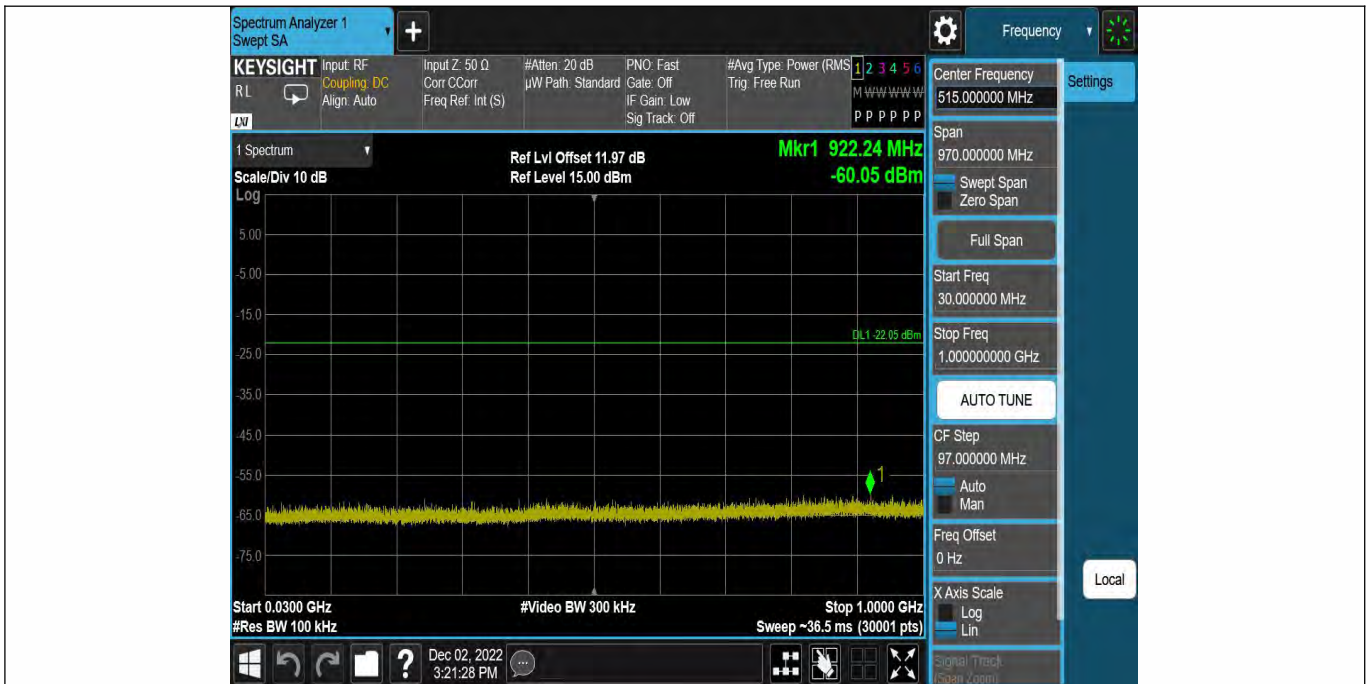 Spectrum Analyzer 1
Swept SA
+
Frequency
KEYSIGHT
R L
LXI
Input: RF
Coupling: DC
Align: Auto
Input Z: 50 Ω
Corr CCorr
Freq Ref: Int (S)
#Atten: 20 dB
µW Path: Standard
PNO: Fast
Gate: Off
IF Gain: Low
Sig Track: Off
#Avg Type: Power (RMS
Trig: Free Run
1 2 3 4 5 6
M W W W W W
P P P P P P
1 Spectrum
Scale/Div 10 dB
Ref Lvl Offset 11.97 dB
Ref Level 15.00 dBm
Mkr1 922.24 MHz
-60.05 dBm
Log
5.00
-5.00
-15.0
DL1 -22.05 dBm
-25.0
-35.0
-45.0
-55.0
1
-65.0
-75.0
Start 0.0300 GHz
#Res BW 100 kHz
#Video BW 300 kHz
Stop 1.0000 GHz
Sweep ~36.5 ms (30001 pts)
Center Frequency
515.000000 MHz
Span
970.000000 MHz
Swept Span
Zero Span
Full Span
Start Freq
30.000000 MHz
Stop Freq
1.000000000 GHz
AUTO TUNE
CF Step
97.000000 MHz
Auto
Man
Freq Offset
0 Hz
X Axis Scale
Log
Lin
Signal Track
(Span Zoom)
Settings
Local
?
Dec 02, 2022
3:21:28 PM